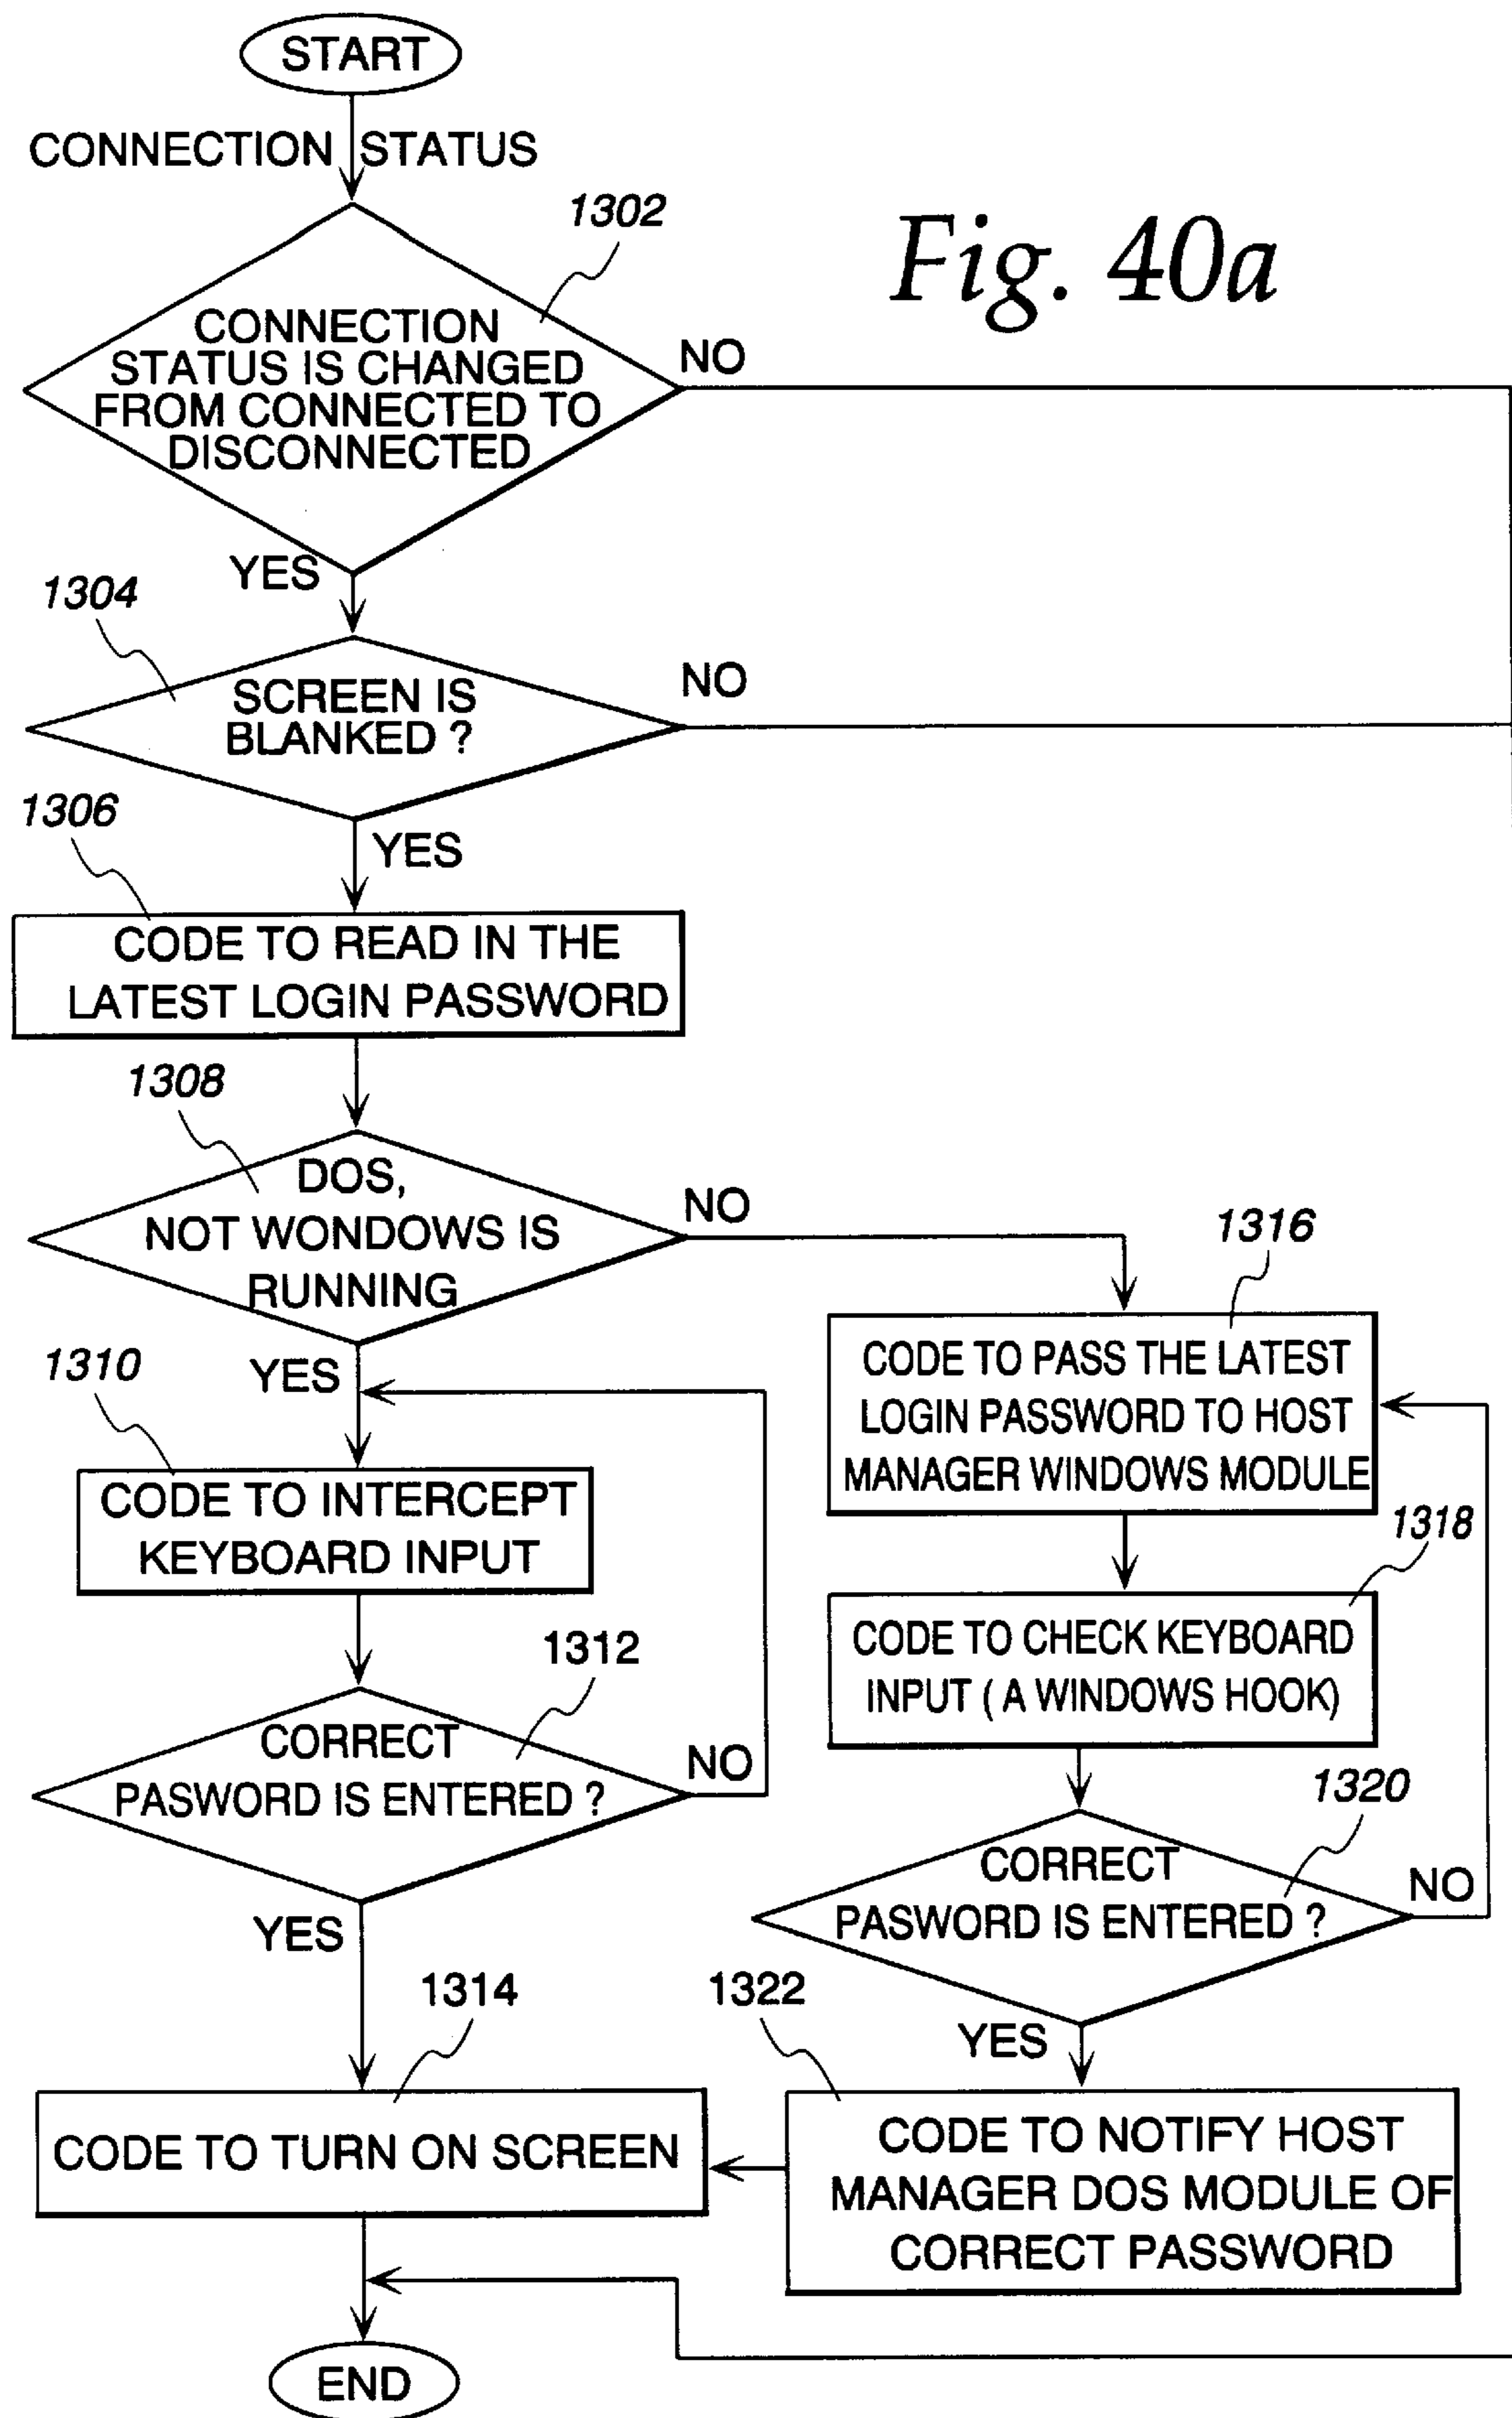 START
CONNECTION STATUS
1302
Fig. 40a
CONNECTION
STATUS IS CHANGED
FROM CONNECTED TO
DISCONNECTED
NO
YES
1304
SCREEN IS
BLANKED ?
NO
1306
YES
CODE TO READ IN THE
LATEST LOGIN PASSWORD
1308
DOS,
NOT WONDOWS IS
RUNNING
NO
1316
CODE TO PASS THE LATEST
LOGIN PASSWORD TO HOST
MANAGER WINDOWS MODULE
YES
1310
CODE TO INTERCEPT
KEYBOARD INPUT
1318
CODE TO CHECK KEYBOARD
INPUT ( A WINDOWS HOOK)
1312
CORRECT
PASWORD IS ENTERED ?
NO
1320
CORRECT
PASWORD IS ENTERED ?
NO
YES
1314
1322
YES
CODE TO TURN ON SCREEN
CODE TO NOTIFY HOST
MANAGER DOS MODULE OF
CORRECT PASSWORD
END